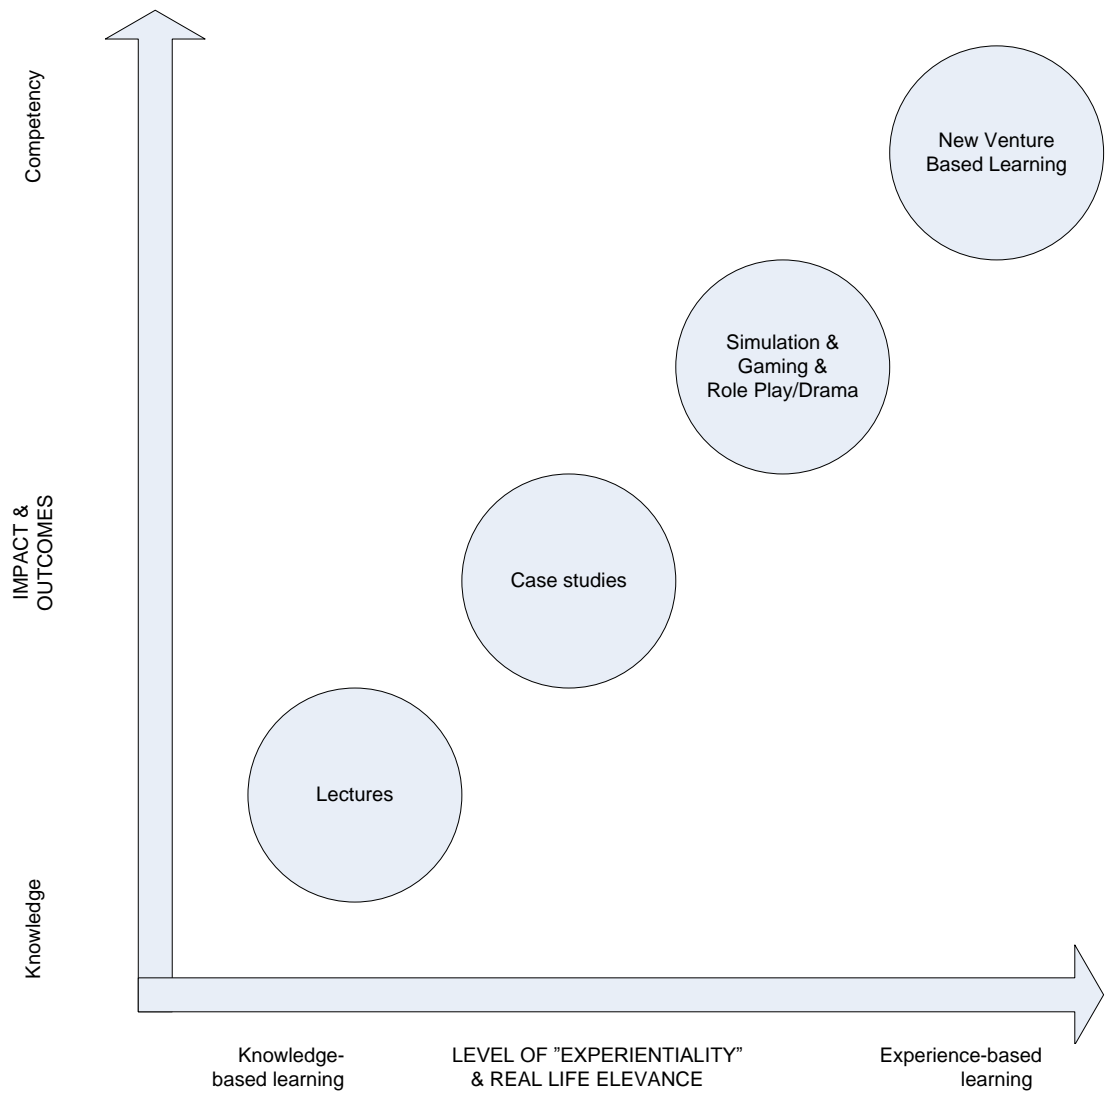 Competency
New Venture
Based Learning
Simulation &
Gaming &
Role Play/Drama
IMPACT &
OUTCOMES
Case studies
Lectures
Knowledge
Knowledge-
based learning
LEVEL OF ”EXPERIENTIALITY”
& REAL LIFE ELEVANCE
Experience-based
learning